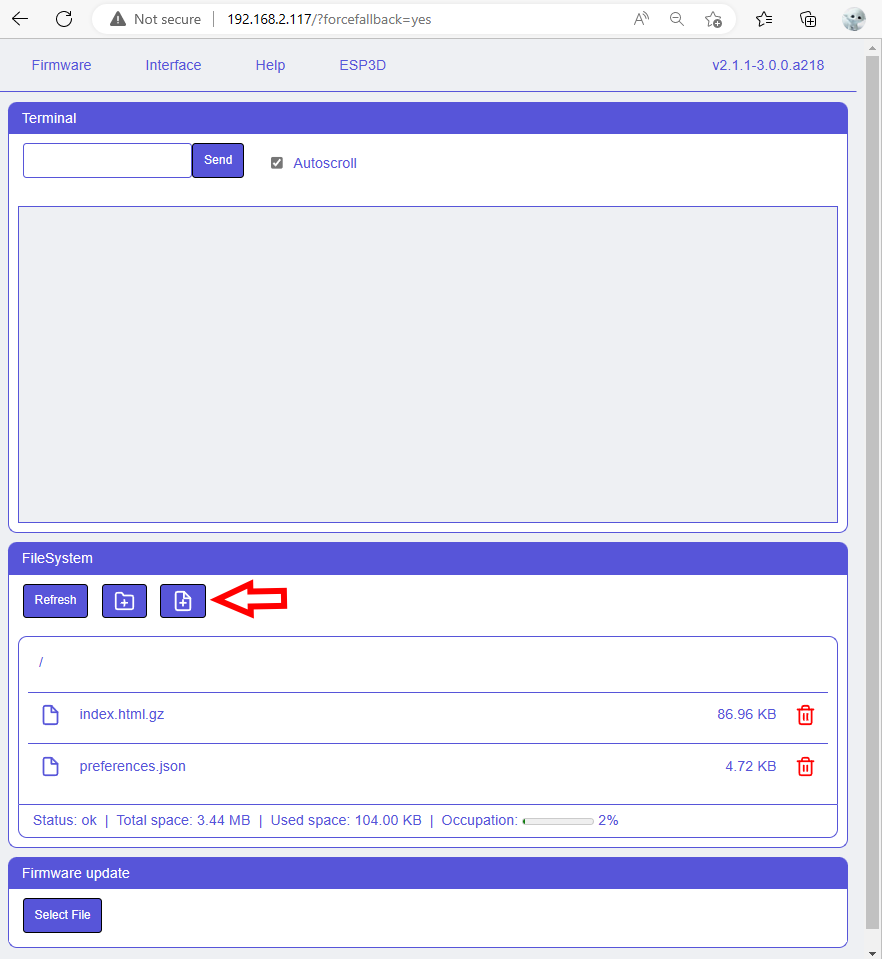 Not secure | 192.168.2.117/?forcefallback=yes
Firmware Interface Help ESP3D v2.1.1-3.0.0.a218
Terminal
Send Autoscroll
FileSystem
Refresh
/
index.html.gz 86.96 KB
preferences.json 4.72 KB
Status: ok | Total space: 3.44 MB | Used space: 104.00 KB | Occupation: 2%
Firmware update
Select File